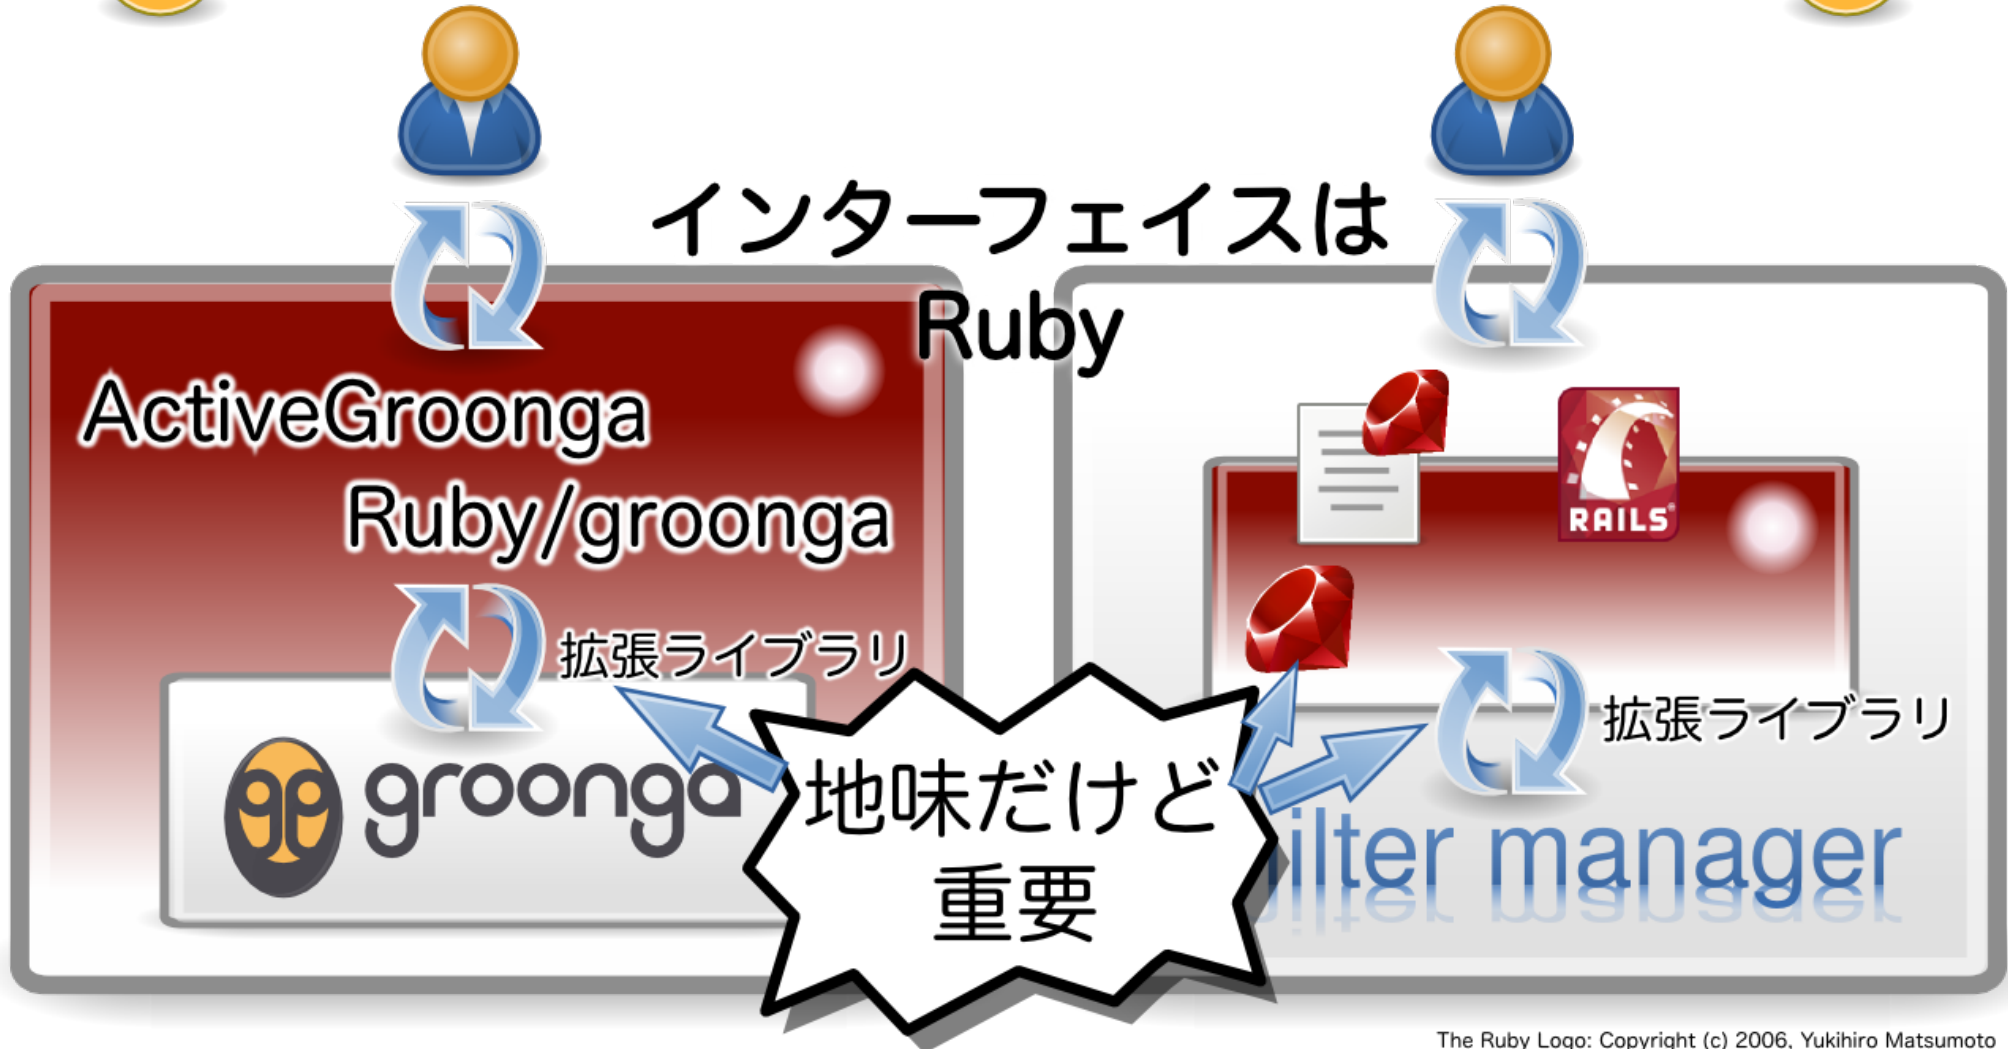 インターフェイスは
Ruby
ActiveGroonga
Ruby/groonga
拡張ライブラリ
groonga
RAILS
拡張ライブラリ
ilter manager
地味だけど
重要
The Ruby Logo: Copyright (c) 2006, Yukihiro Matsumoto